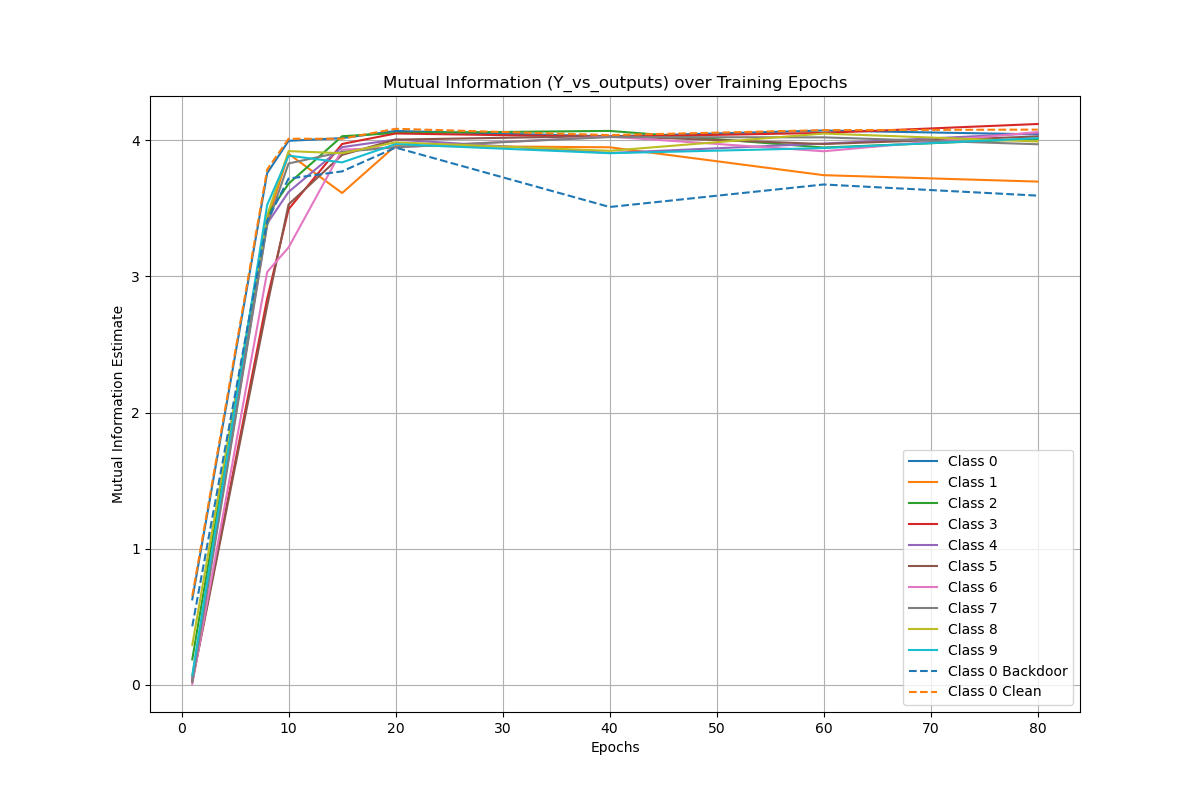 Mutual Information (Y_vs_outputs) over Training Epochs
Mutual Information Estimate
4
3
2
1
0
0 10 20 30 40 50 60 70 80
Epochs
Class 0
Class 1
Class 2
Class 3
Class 4
Class 5
Class 6
Class 7
Class 8
Class 9
Class 0 Backdoor
Class 0 Clean